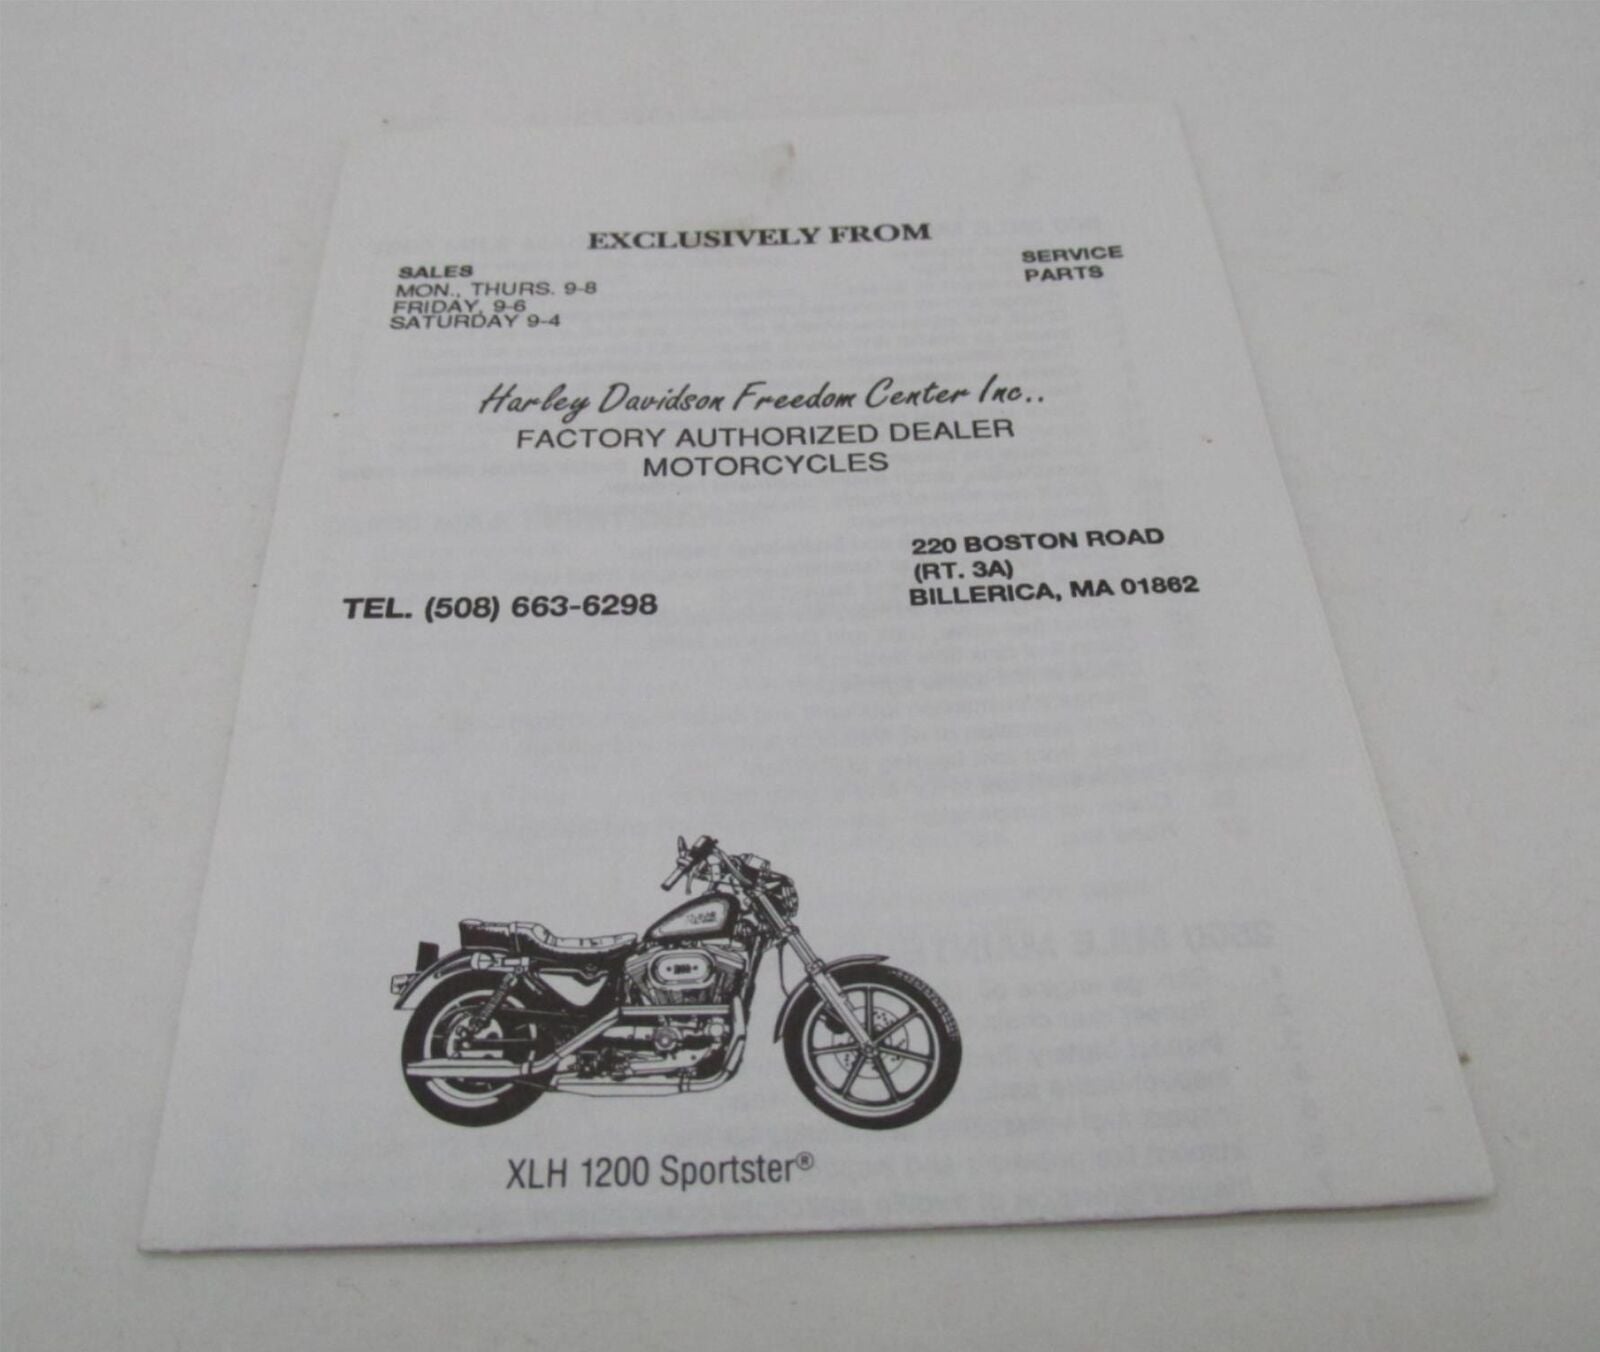 EXCLUSIVELY FROM
SALES
MON., THURS. 9-8
FRIDAY, 9-6
SATURDAY 9-4
SERVICE
PARTS
Harley Davidson Freedom Center Inc..
FACTORY AUTHORIZED DEALER
MOTORCYCLES
220 BOSTON ROAD
(RT. 3A)
BILLERICA, MA 01862
TEL. (508) 663-6298
XLH 1200 Sportster®